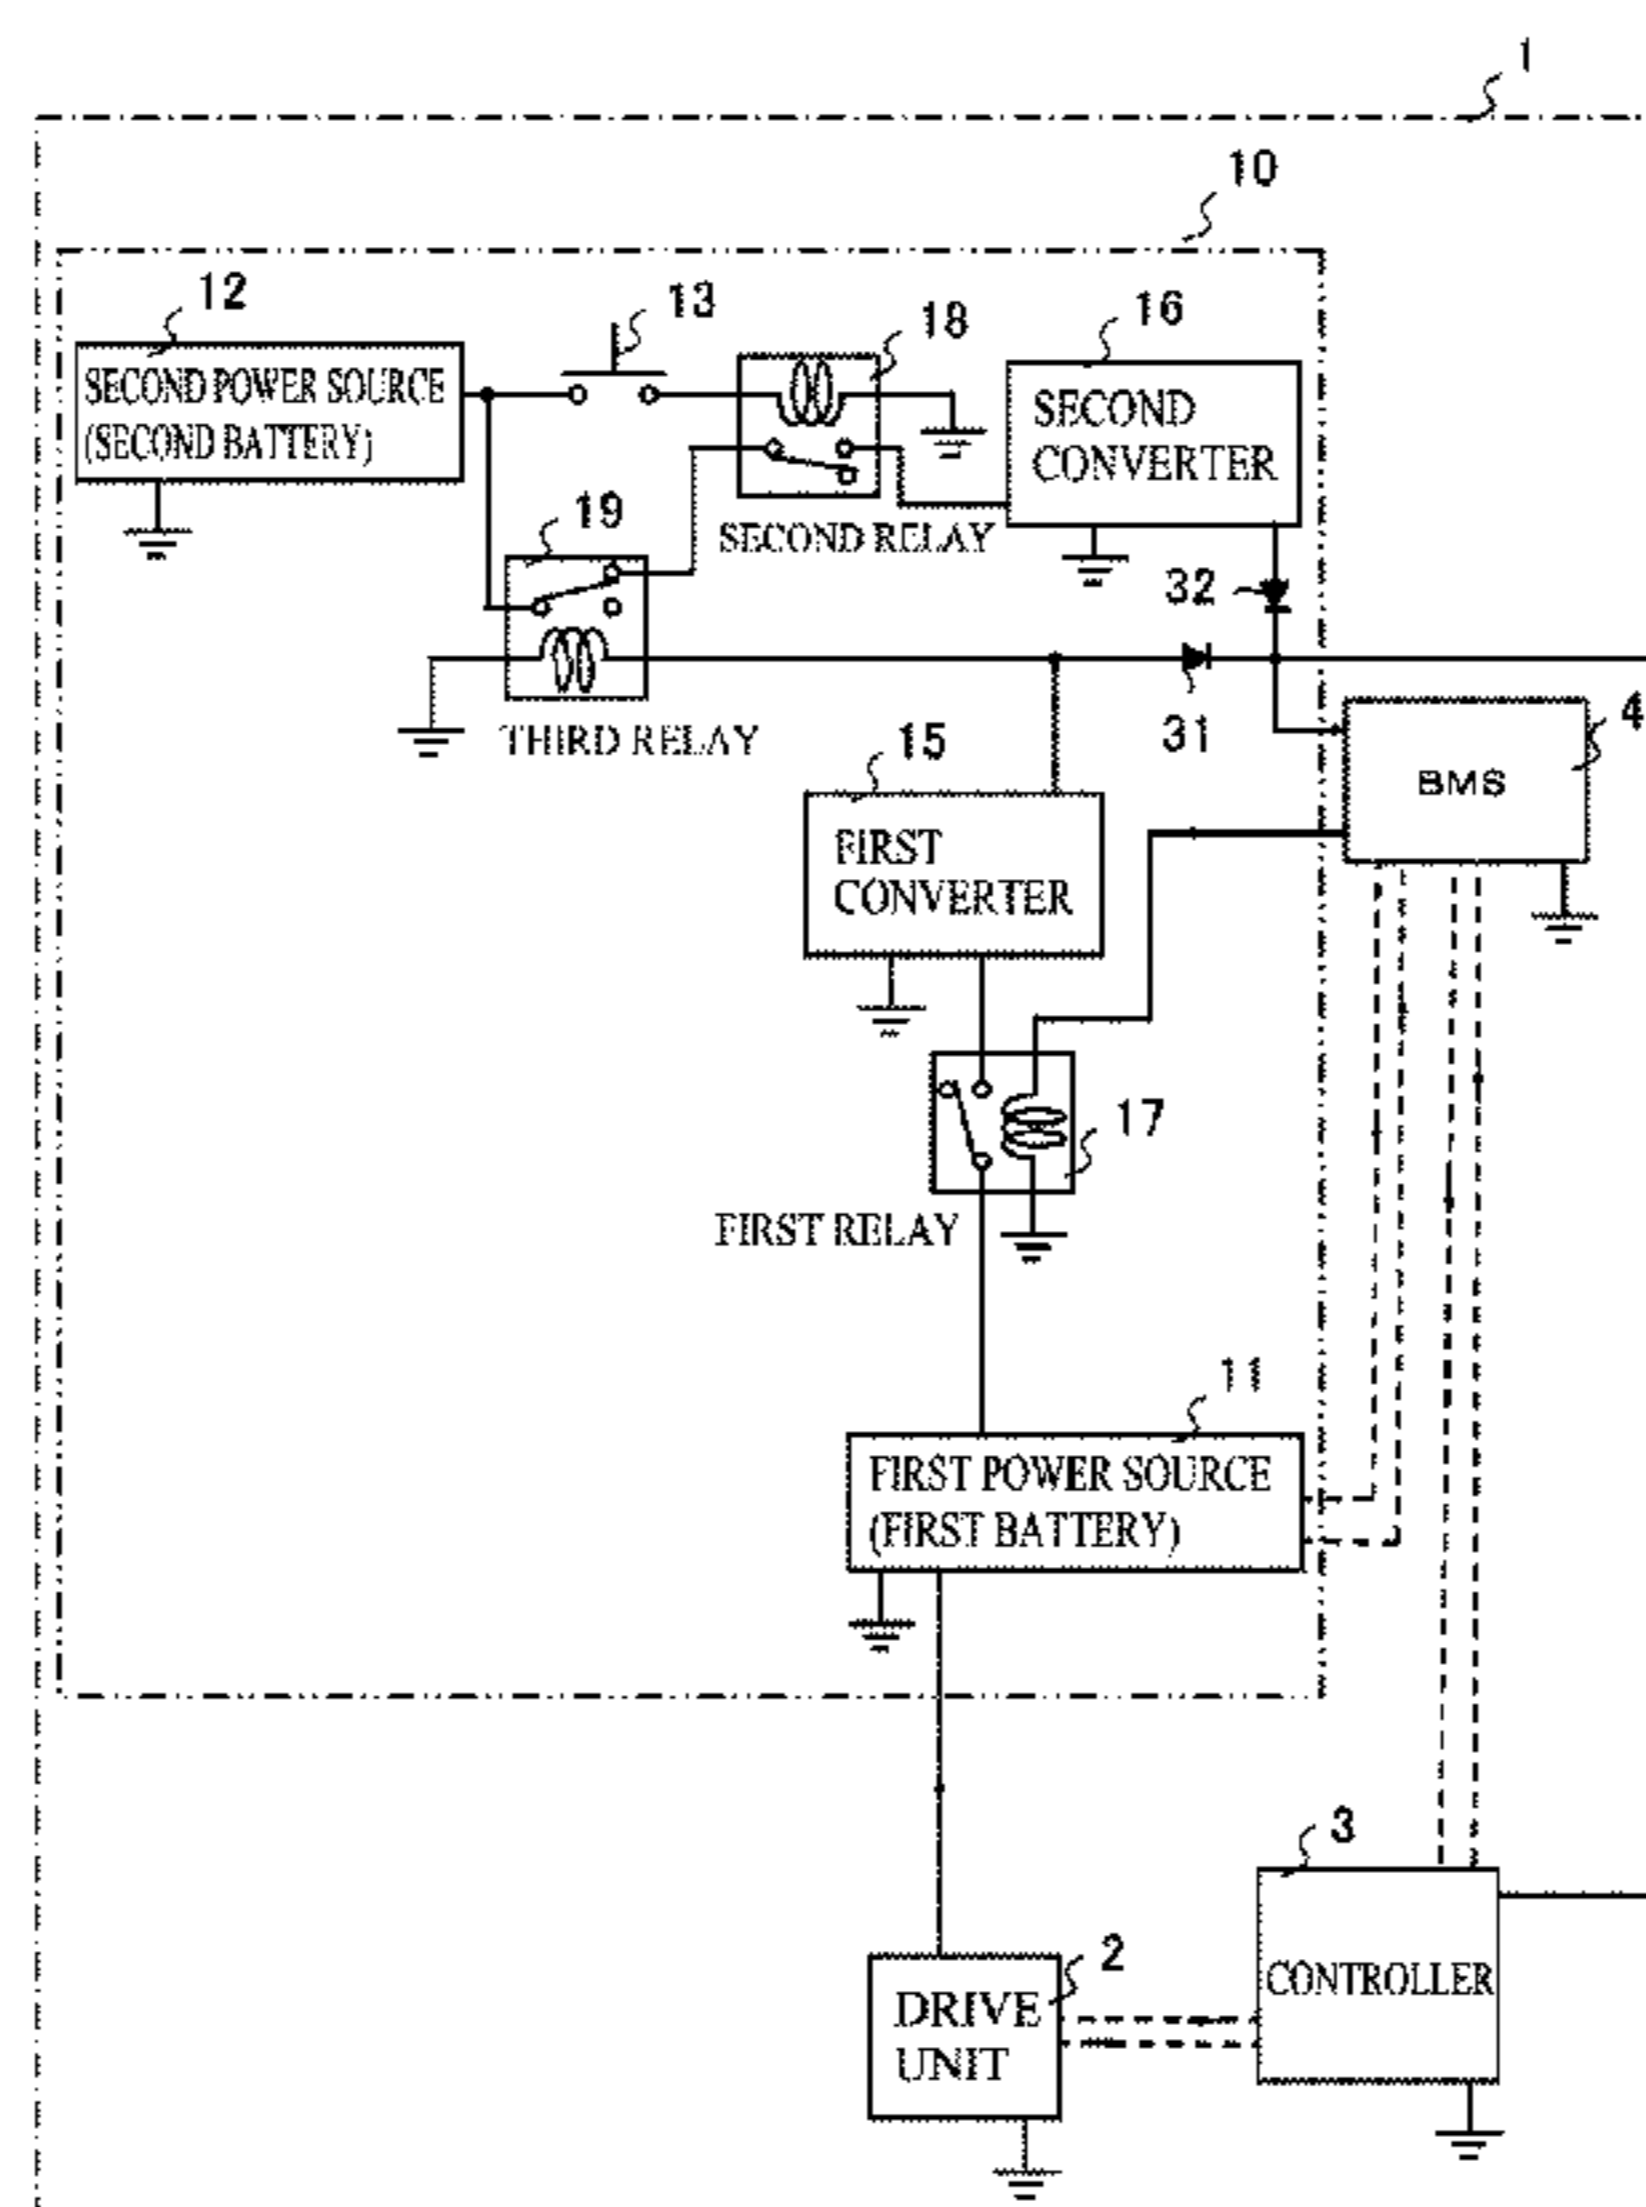 1
10
12
13
18
16
SECOND POWER SOURCE
(SECOND BATTERY)
SECOND
CONVERTER
19
SECOND RELAY
32
THIRD RELAY
31
4
15
BMS
FIRST
CONVERTER
17
FIRST RELAY
11
FIRST POWER SOURCE
(FIRST BATTERY)
3
2
CONTROLLER
DRIVE
UNIT